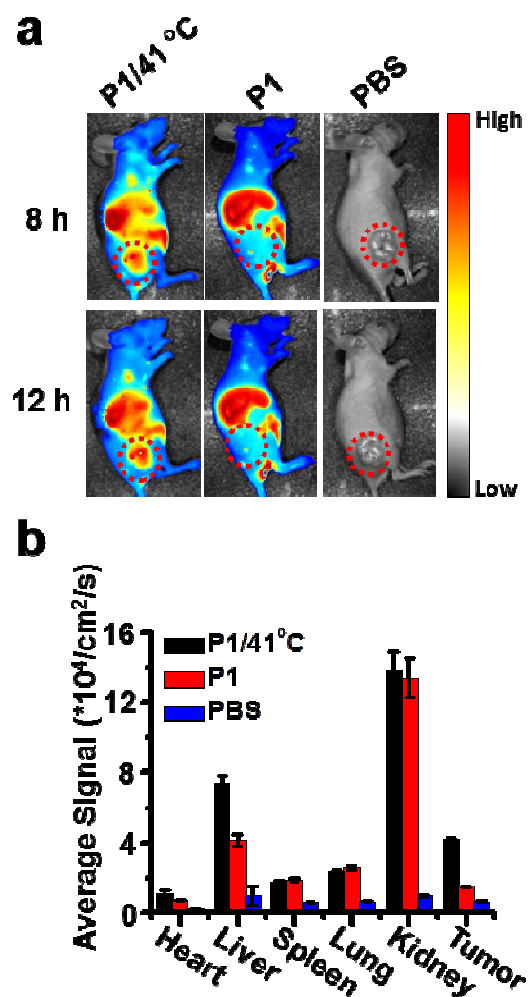 a
P1/41 °C
P1
PBS
8 h
12 h
High
Low
b
Average Signal (*10⁴/cm²/s)
16
12
8
4
0
P1/41°C
P1
PBS
Heart
Liver
Spleen
Lung
Kidney
Tumor